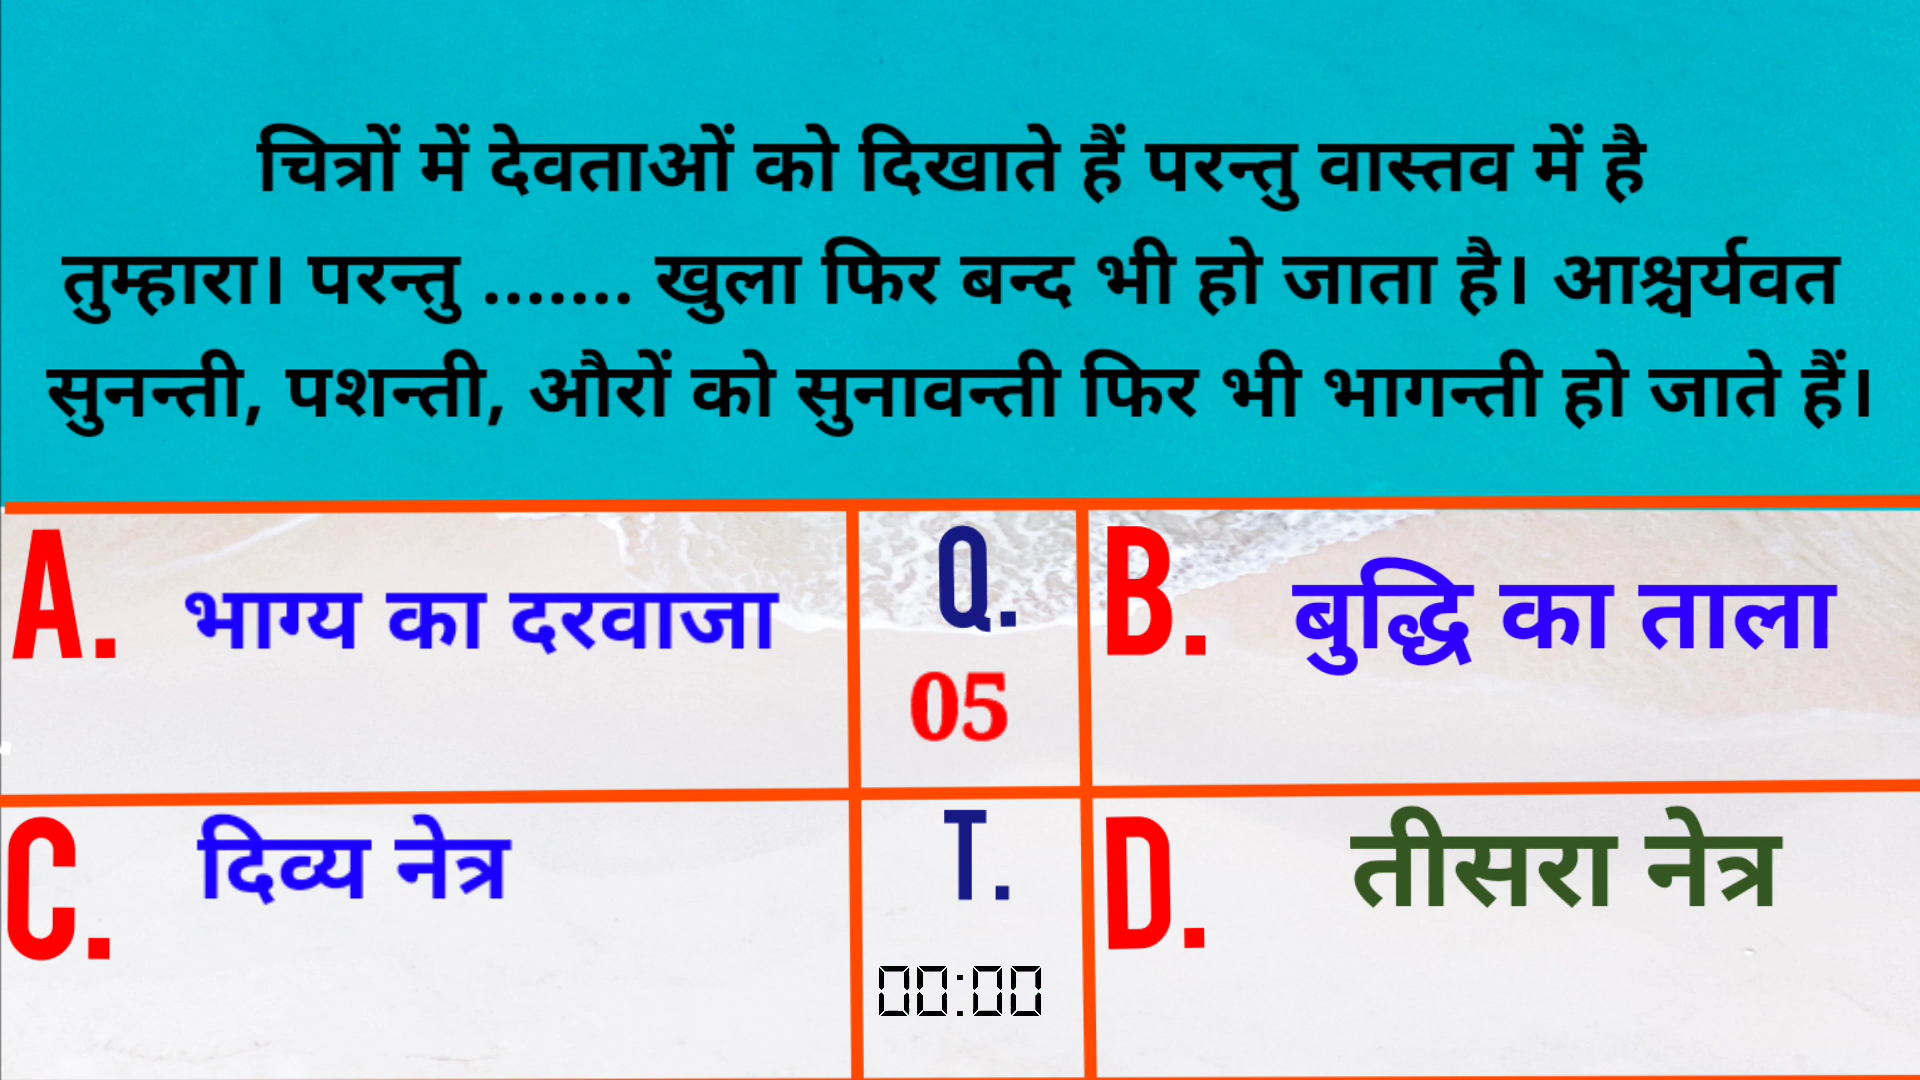 चित्रों में देवताओं को दिखाते हैं परन्तु वास्तव में है
तुम्हारा। परन्तु ....... खुला फिर बन्द भी हो जाता है। आश्चर्यवत
सुनन्ती, पशन्ती, औरों को सुनावन्ती फिर भी भागन्ती हो जाते हैं।
A. भाग्य का दरवाजा
Q.
05
B. बुद्धि का ताला
C. दिव्य नेत्र
T.
00:00
D. तीसरा नेत्र